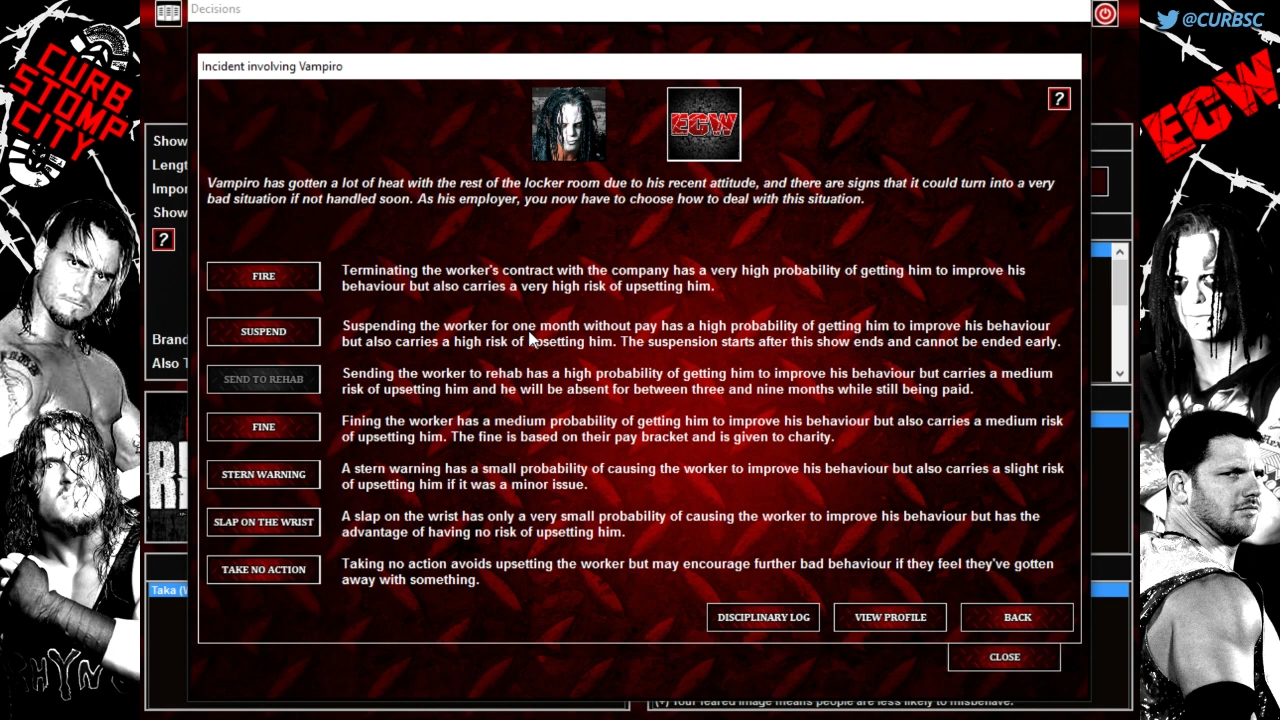 Decisions
@CURBSC
Incident involving Vampiro
CURB
STOMP
CITY
EGW
EGW
?
Vampiro has gotten a lot of heat with the rest of the locker room due to his recent attitude, and there are signs that it could turn into a very
bad situation if not handled soon. As his employer, you now have to choose how to deal with this situation.
Show
Lengt
Impor
Show
?
Brand
Also T
FIRE
Terminating the worker's contract with the company has a very high probability of getting him to improve his
behaviour but also carries a very high risk of upsetting him.
SUSPEND
Suspending the worker for one month without pay has a high probability of getting him to improve his behaviour
but also carries a high risk of upsetting him. The suspension starts after this show ends and cannot be ended early.
SEND TO REHAB
Sending the worker to rehab has a high probability of getting him to improve his behaviour but carries a medium
risk of upsetting him and he will be absent for between three and nine months while still being paid.
FINE
Fining the worker has a medium probability of getting him to improve his behaviour but also carries a medium risk
of upsetting him. The fine is based on their pay bracket and is given to charity.
STERN WARNING
A stern warning has a small probability of causing the worker to improve his behaviour but also carries a slight risk
of upsetting him if it was a minor issue.
SLAP ON THE WRIST
A slap on the wrist has only a very small probability of causing the worker to improve his behaviour but has the
advantage of having no risk of upsetting him.
TAKE NO ACTION
Taking no action avoids upsetting the worker but may encourage further bad behaviour if they feel they've gotten
away with something.
Taka (W
DISCIPLINARY LOG
VIEW PROFILE
BACK
CLOSE
(+) Your feared image means people are less likely to misbehave.
RHYN